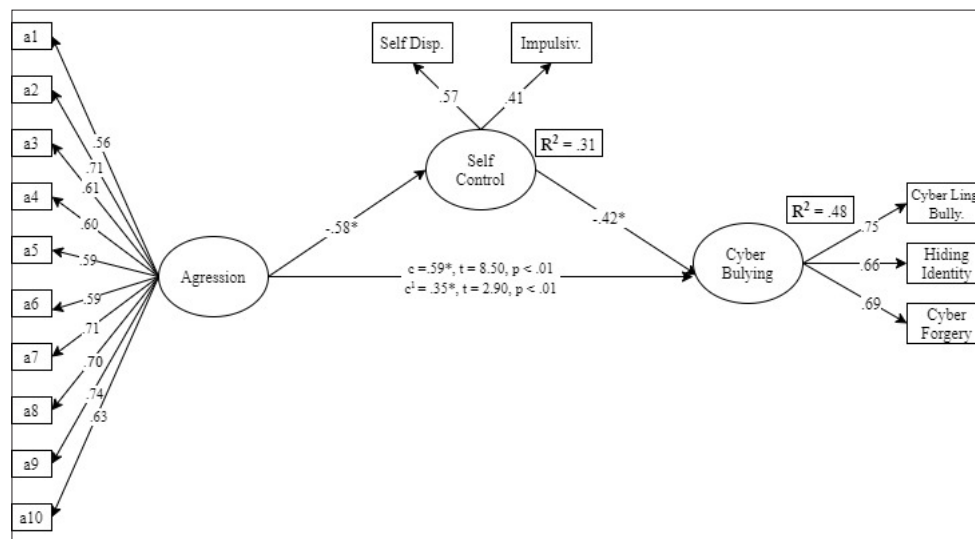 a1
a2
a3
a4
a5
a6
a7
a8
a9
a10
.56
.71
.61
.60
.59
.59
.71
.70
.74
.63
Agression
Self Disp.
Impulsiv.
.57
.41
Self
Control
R² = .31
-.58*
-.42*
c =.59*, t = 8.50, p < .01
c¹ = .35*, t = 2.90, p < .01
Cyber
Bulying
R² = .48
.75
.66
.69
Cyber Ling.
Bully.
Hiding
Identity
Cyber
Forgery